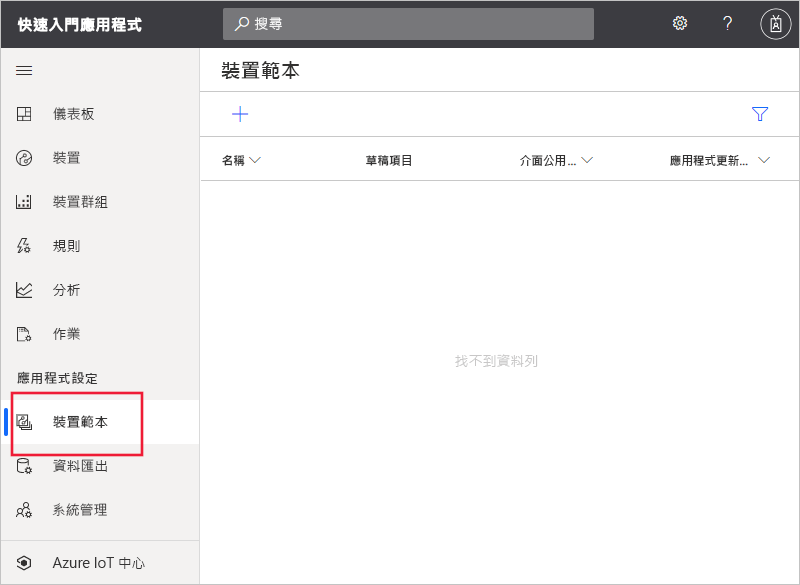 快速入門應用程式
搜尋
?
裝置範本
儀表板
裝置
裝置群組
規則
分析
作業
應用程式設定
裝置範本
資料匯出
系統管理
Azure IoT 中心
名稱 草稿項目 介面公用... 應用程式更新...
找不到資料列